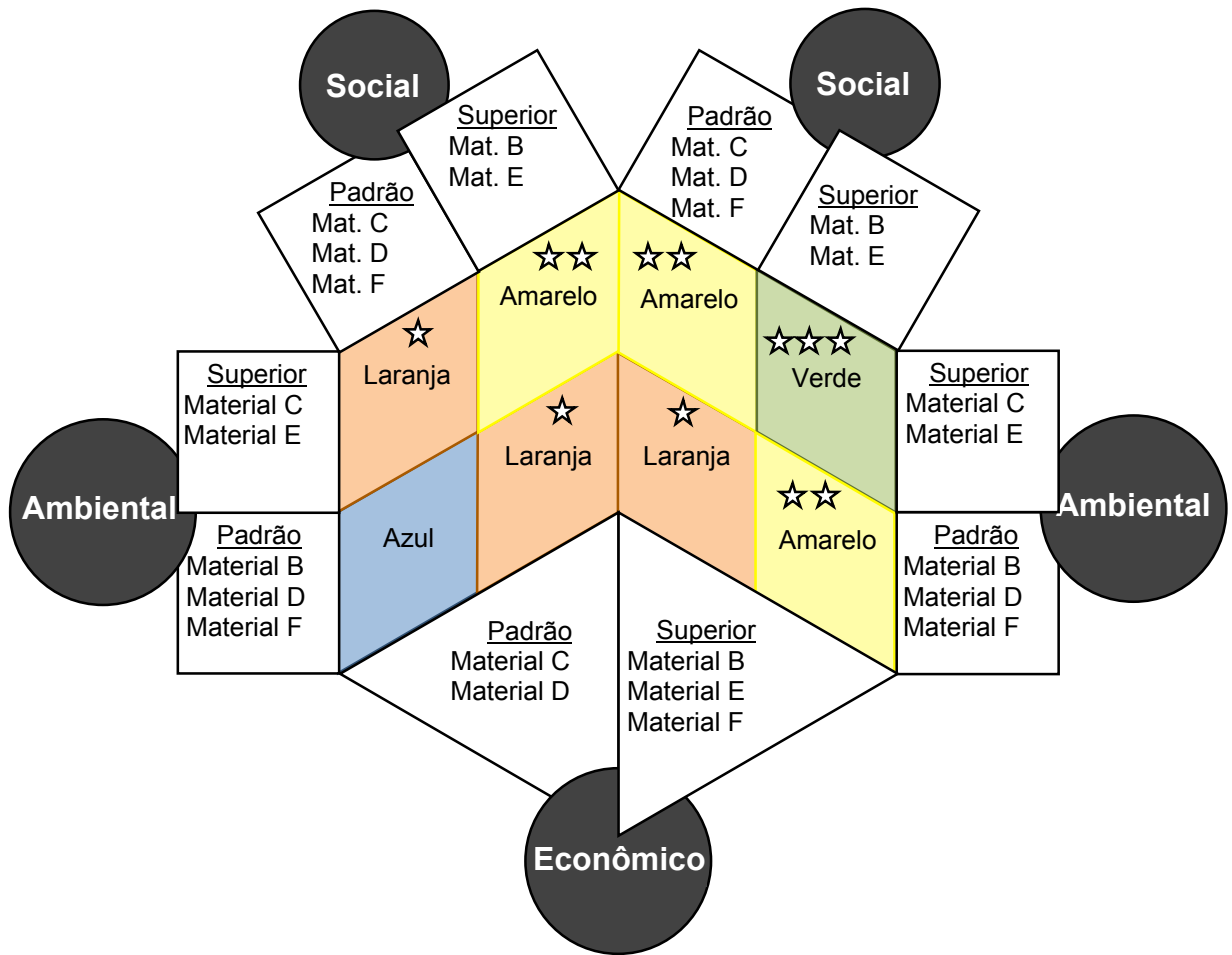 Social
Social
Superior
Mat. B
Mat. E
Padrão
Mat. C
Mat. D
Mat. F
Padrão
Mat. C
Mat. D
Mat. F
Superior
Mat. B
Mat. E
Amarelo
Amarelo
Laranja
Verde
Superior
Material C
Material E
Superior
Material C
Material E
Laranja
Laranja
Ambiental
Ambiental
Azul
Amarelo
Padrão
Material B
Material D
Material F
Padrão
Material B
Material D
Material F
Padrão
Material C
Material D
Superior
Material B
Material E
Material F
Econômico